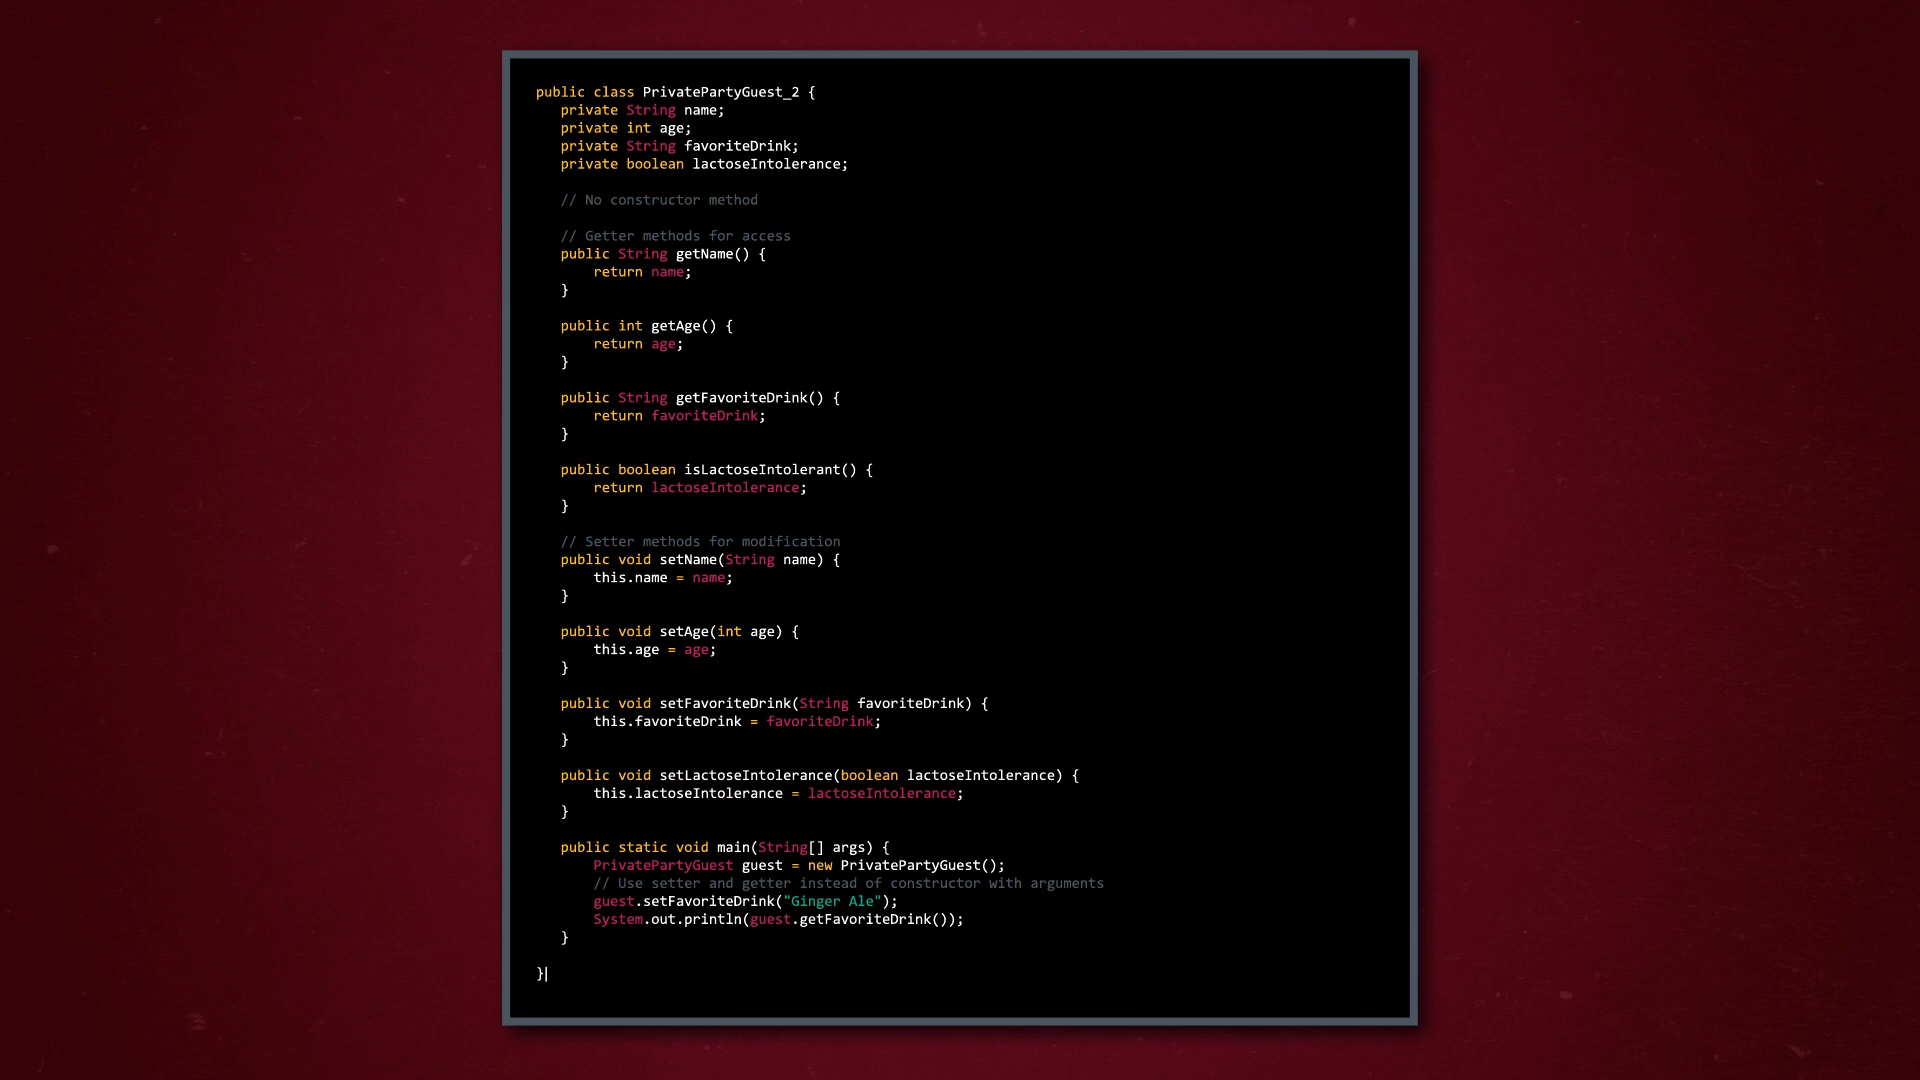 public class PrivatePartyGuest_2 {
private String name;
private int age;
private String favoriteDrink;
private boolean lactoseIntolerance;
// No constructor method
// Getter methods for access
public String getName() {
return name;
}
public int getAge() {
return age;
}
public String getFavoriteDrink() {
return favoriteDrink;
}
public boolean isLactoseIntolerant() {
return lactoseIntolerance;
}
// Setter methods for modification
public void setName(String name) {
this.name = name;
}
public void setAge(int age) {
this.age = age;
}
public void setFavoriteDrink(String favoriteDrink) {
this.favoriteDrink = favoriteDrink;
}
public void setLactoseIntolerance(boolean lactoseIntolerance) {
this.lactoseIntolerance = lactoseIntolerance;
}
public static void main(String[] args) {
PrivatePartyGuest guest = new PrivatePartyGuest();
// Use setter and getter instead of constructor with arguments
guest.setFavoriteDrink("Ginger Ale");
System.out.println(guest.getFavoriteDrink());
}
}